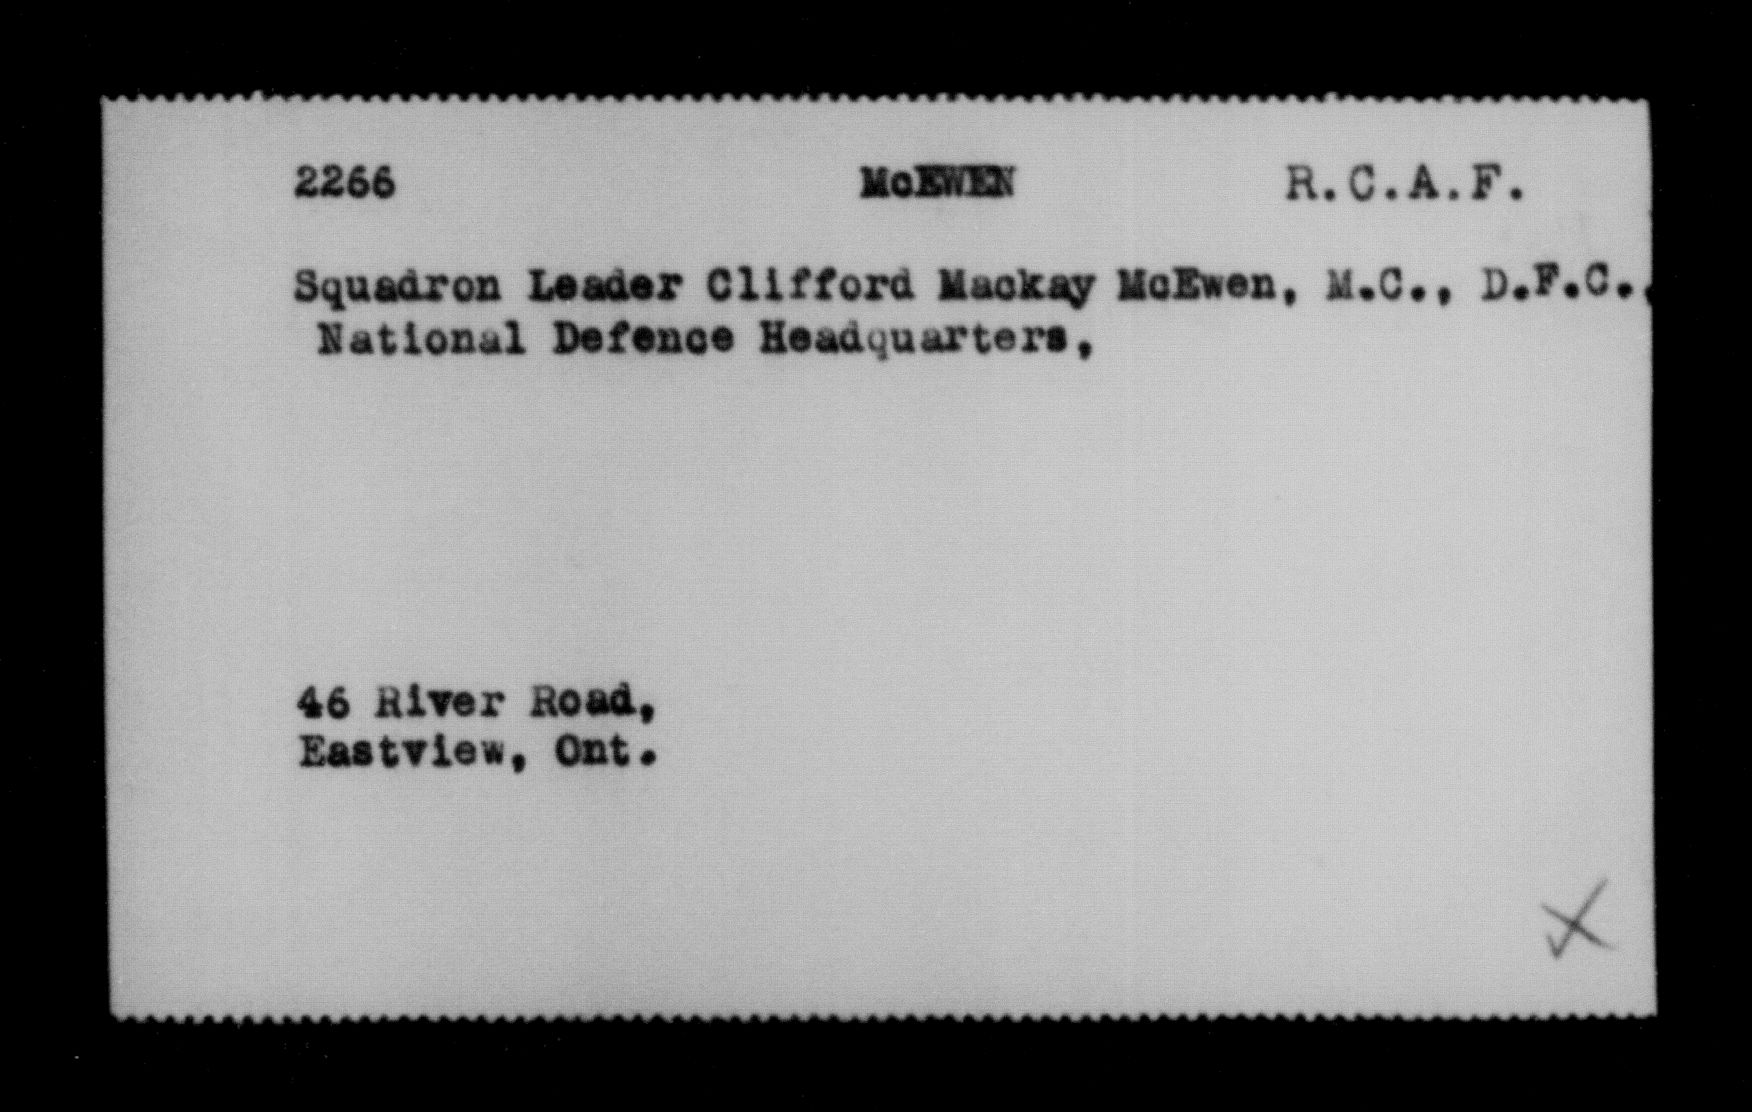 2266 McEWEN R.C.A.F.
Squadron Leader Clifford Mackay McEwen, M.C., D.F.C.,
National Defence Headquarters,
46 River Road,
Eastview, Ont.